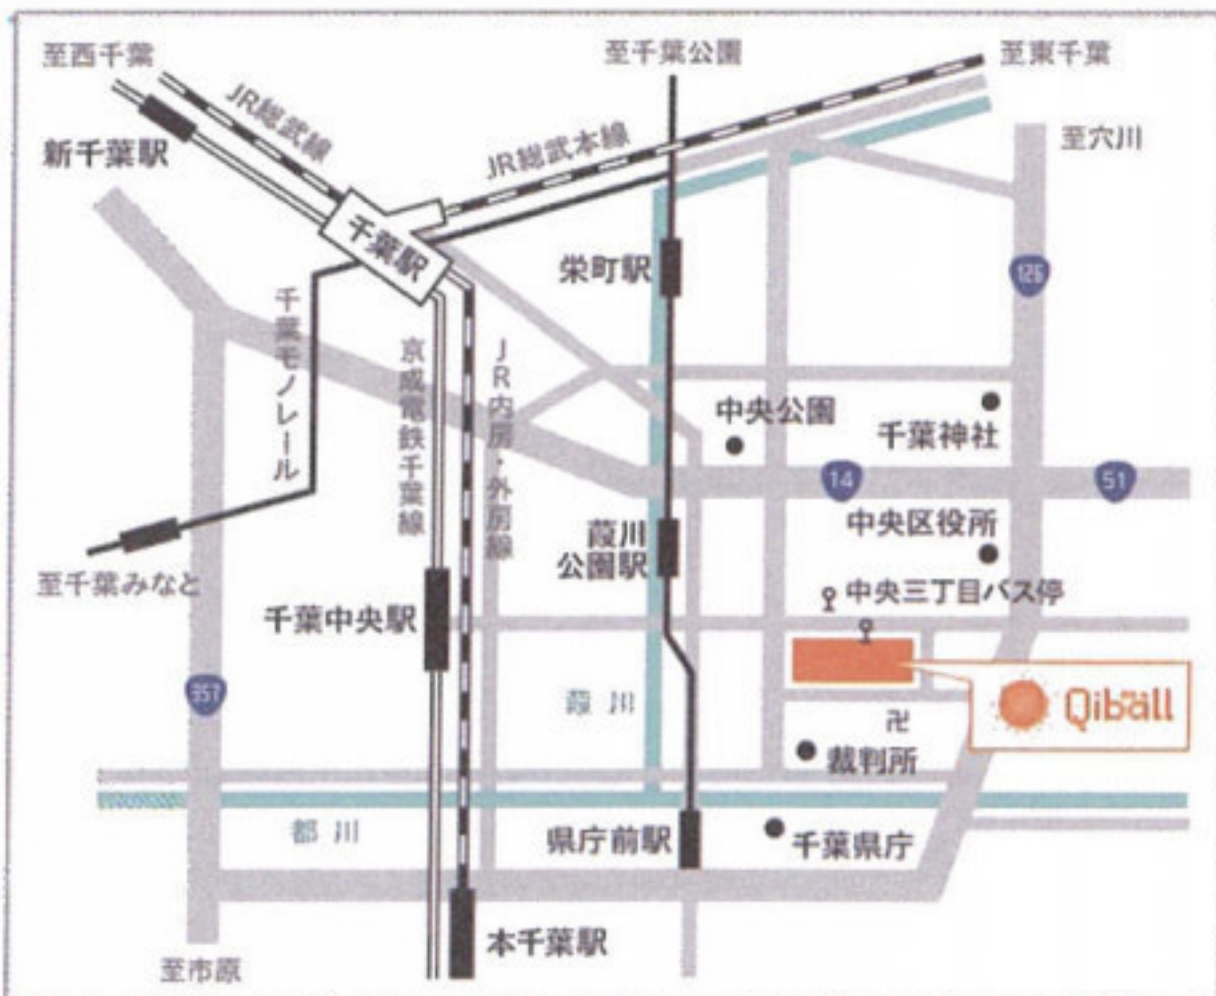 至西千葉
至千葉公園
至東千葉
JR総武線
JR総武本線
至穴川
新千葉駅
千葉駅
栄町駅
126
千葉モノレール
京成電鉄千葉線
JR内房・外房線
中央公園
千葉神社
14
51
葭川
公園駅
中央区役所
至千葉みなと
千葉中央駅
中央三丁目バス停
357
葭川
Qiball
卍
裁判所
都川
県庁前駅
千葉県庁
本千葉駅
至市原